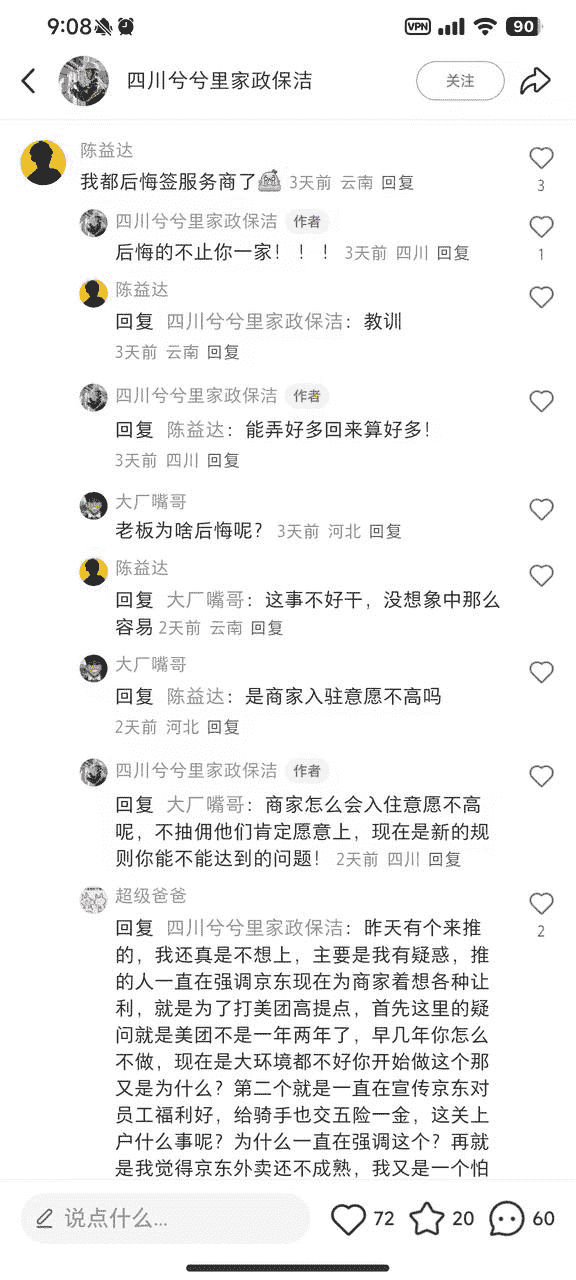 9:08
VPN
90
四川兮兮里家政保洁
关注
陈益达
我都后悔签服务商了 3天前 云南 回复
3
四川兮兮里家政保洁 作者
后悔的不止你一家！！！ 3天前 四川 回复
1
陈益达
回复 四川兮兮里家政保洁：教训
3天前 云南 回复
四川兮兮里家政保洁 作者
回复 陈益达：能弄好多回来算好多！
3天前 四川 回复
大厂嘴哥
老板为啥后悔呢？ 3天前 河北 回复
陈益达
回复 大厂嘴哥：这事不好干，没想象中那么
容易 2天前 云南 回复
大厂嘴哥
回复 陈益达：是商家入驻意愿不高吗
2天前 河北 回复
四川兮兮里家政保洁 作者
回复 大厂嘴哥：商家怎么会入住意愿不高
呢，不抽佣他们肯定愿意上，现在是新的规
则你能不能达到的问题！ 2天前 四川 回复
超级爸爸
2
回复 四川兮兮里家政保洁：昨天有个来推
的，我还真是不想上，主要是我有疑惑，推
的人一直在强调京东现在为商家着想各种让
利，就是为了打美团高提点，首先这里的疑
问就是美团不是一年两年了，早几年你怎么
不做，现在是大环境都不好你开始做这个那
又是为什么？第二个就是一直在宣传京东对
员工福利好，给骑手也交五险一金，这关上
户什么事呢？为什么一直在强调这个？再就
是我觉得京东外卖还不成熟，我又是一个怕
说点什么...
72
20
60